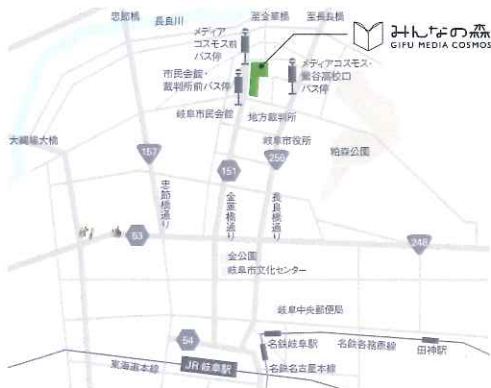 忠節橋
長良川
至金華橋
至長良橋
みんなの森
GIFU MEDIA COSMOS
メディア
コスモス前
バス停
メディアコスモス・
鶯谷高校口
バス停
市民会館・
裁判所前バス停
岐阜市民会館
地方裁判所
大縄場大橋
岐阜市役所
157
151
256
粕森公園
忠節橋通り
金華橋通り
長良橋通り
53
248
金公園
岐阜市文化センター
岐阜中央郵便局
54
JR 岐阜駅
名鉄岐阜駅
名鉄各務原線
田神駅
東海道本線
名鉄名古屋本線